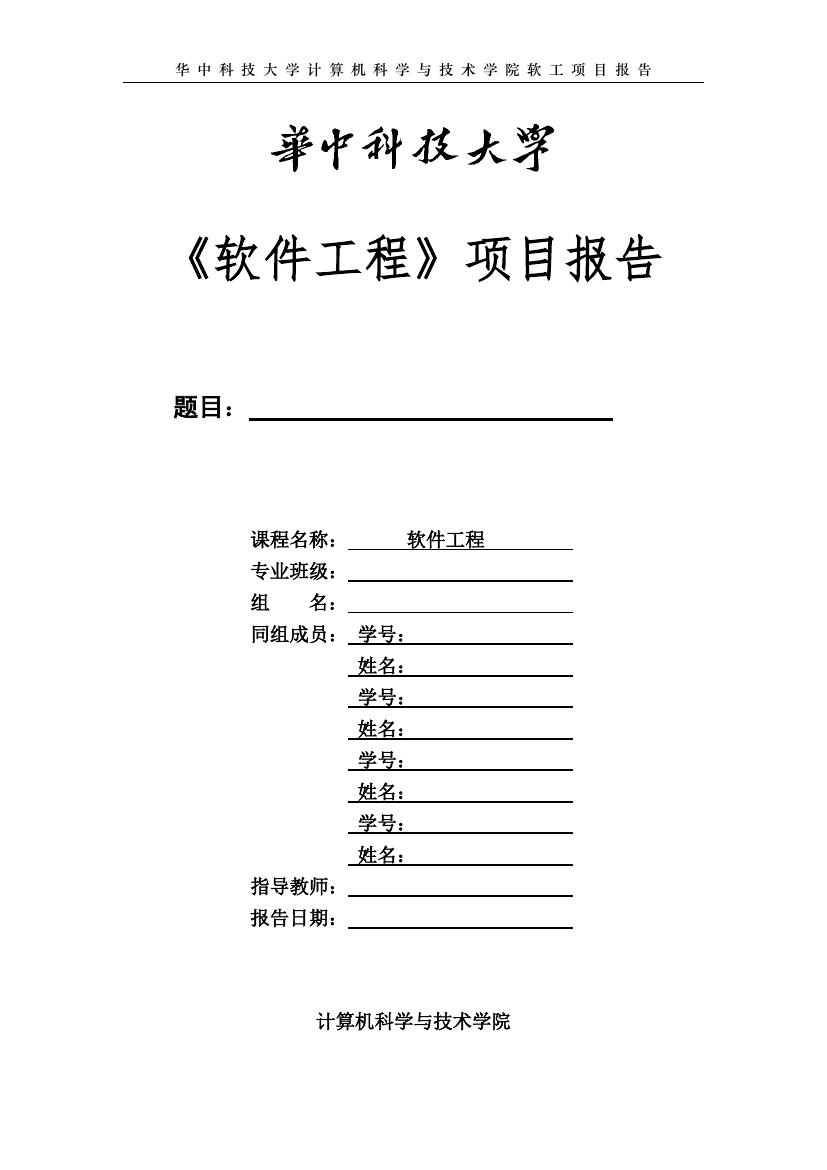 华中科技大学计算机科学与技术学院软工项目报告
華中科技大学
《软件工程》项目报告
题目：
课程名称： 软件工程
专业班级：
组 名：
同组成员： 学号：
姓名：
学号：
姓名：
学号：
姓名：
学号：
姓名：
指导教师：
报告日期：
计算机科学与技术学院